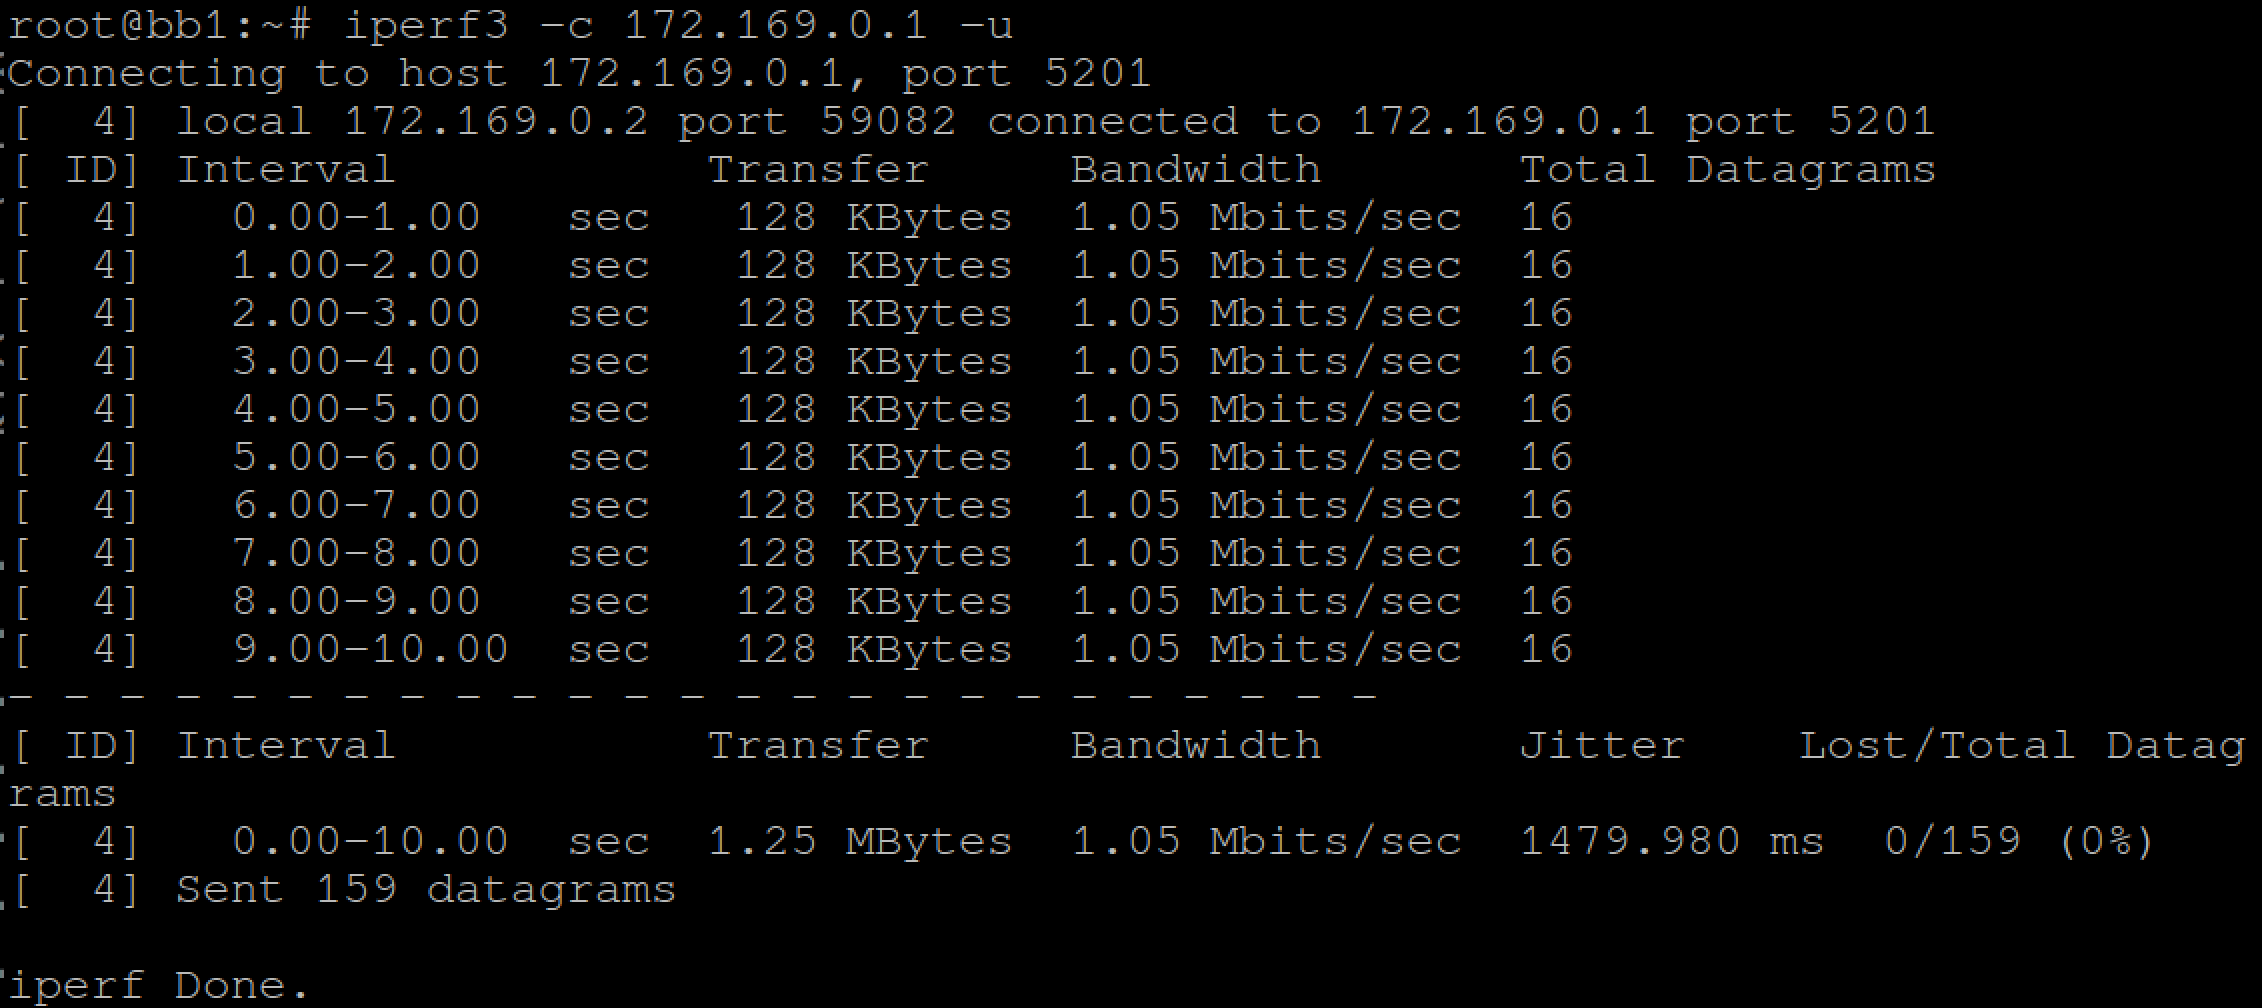 root@bb1:~# iperf3 -c 172.169.0.1 -u
Connecting to host 172.169.0.1, port 5201
[  4] local 172.169.0.2 port 59082 connected to 172.169.0.1 port 5201
[ ID] Interval           Transfer     Bandwidth       Total Datagrams
[  4]   0.00-1.00   sec   128 KBytes  1.05 Mbits/sec  16
[  4]   1.00-2.00   sec   128 KBytes  1.05 Mbits/sec  16
[  4]   2.00-3.00   sec   128 KBytes  1.05 Mbits/sec  16
[  4]   3.00-4.00   sec   128 KBytes  1.05 Mbits/sec  16
[  4]   4.00-5.00   sec   128 KBytes  1.05 Mbits/sec  16
[  4]   5.00-6.00   sec   128 KBytes  1.05 Mbits/sec  16
[  4]   6.00-7.00   sec   128 KBytes  1.05 Mbits/sec  16
[  4]   7.00-8.00   sec   128 KBytes  1.05 Mbits/sec  16
[  4]   8.00-9.00   sec   128 KBytes  1.05 Mbits/sec  16
[  4]   9.00-10.00  sec   128 KBytes  1.05 Mbits/sec  16
- - - - - - - - - - - - - - - - - - - - - - - - -
[ ID] Interval           Transfer     Bandwidth       Jitter    Lost/Total Datag
rams
[  4]   0.00-10.00  sec  1.25 MBytes  1.05 Mbits/sec  1479.980 ms  0/159 (0%)
[  4] Sent 159 datagrams
iperf Done.